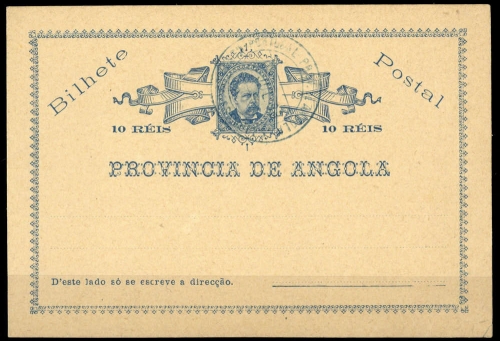 Bilhete Postal
10 RÉIS 10 RÉIS
PROVINCIA DE ANGOLA
D'este lado só se escreve a direcção.